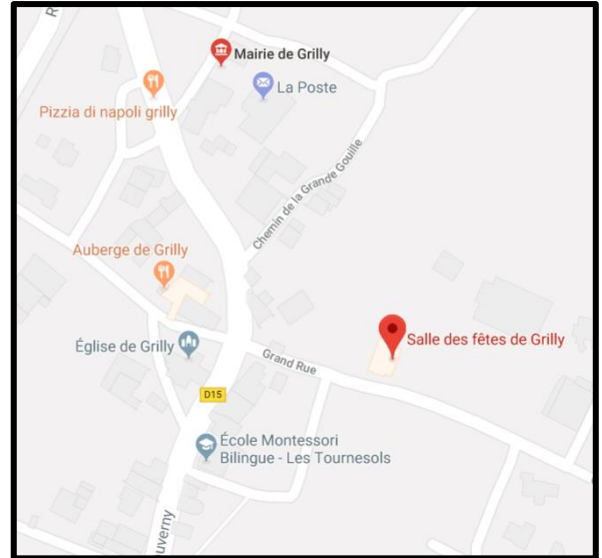 R
Mairie de Grilly
La Poste
Pizzia di napoli grilly
Chemin de la Grande Gouille
Auberge de Grilly
Salle des fêtes de Grilly
Église de Grilly
Grand Rue
D15
École Montessori
Bilingue - Les Tournesols
uverny